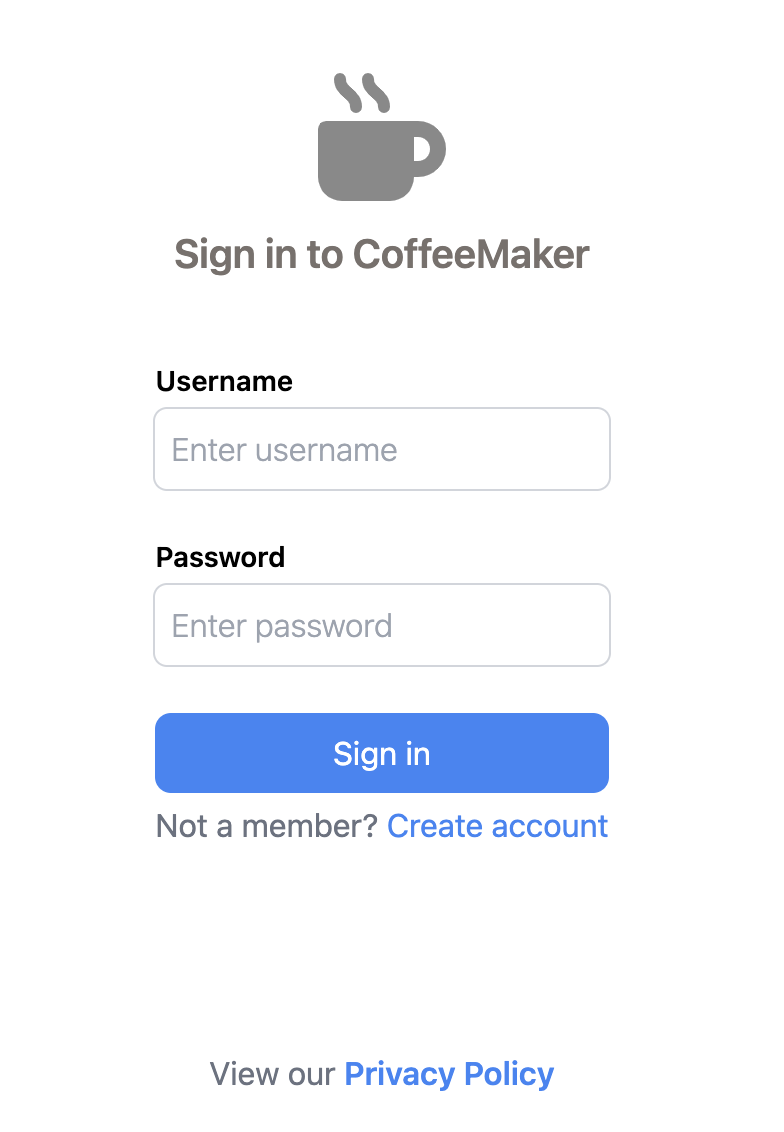 Sign in to CoffeeMaker
Username
Enter username
Password
Enter password
Sign in
Not a member? Create account
View our Privacy Policy